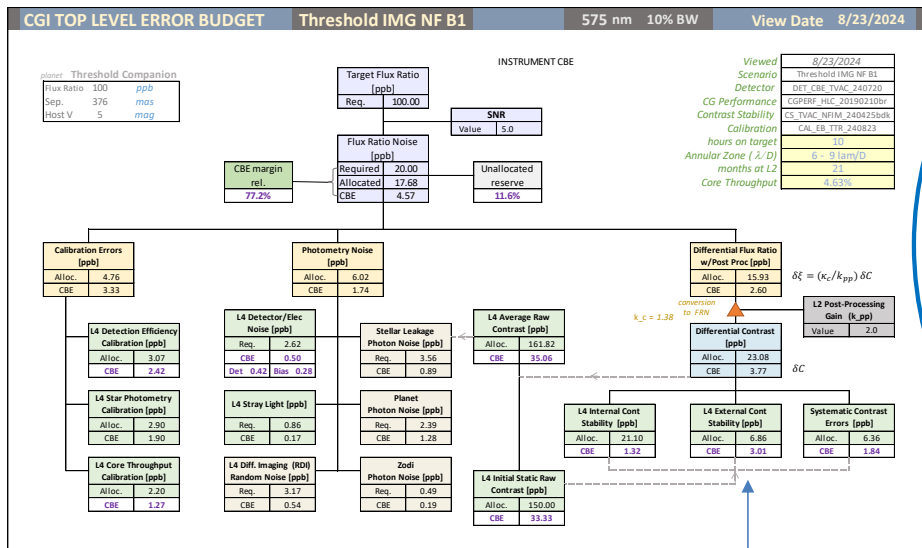 CGI TOP LEVEL ERROR BUDGET Threshold IMG NF B1 575 nm 10% BW View Date 8/23/2024
INSTRUMENT CBE
planet Threshold Companion
Flux Ratio 100 ppb
Sep. 376 mas
Host V 5 mag
Target Flux Ratio
[ppb]
Req. 100.00
SNR
Value 5.0
Viewed 8/23/2024
Scenario Threshold IMG NF B1
Detector DET_CBE_TVAC_240720
CG Performance CGPERF_HLC_20190210br
Contrast Stability CS_TVAC_NFIM_240425bdk
Calibration CAL_EB_TTR_240823
hours on target 10
Annular Zone ( λ/D) 6 - 9 lam/D
months at L2 21
Core Throughput 4.63%
Flux Ratio Noise
[ppb]
Required 20.00
Allocated 17.68
CBE 4.57
CBE margin
rel.
77.2%
Unallocated
reserve
11.6%
Calibration Errors
[ppb]
Alloc. 4.76
CBE 3.33
Photometry Noise
[ppb]
Alloc. 6.02
CBE 1.74
Differential Flux Ratio
w/Post Proc [ppb]
Alloc. 15.93
CBE 2.60
δξ = (κc/kpp) δC
conversion
to FRN
k_c = 1.38
L2 Post-Processing
Gain (k_pp)
Value 2.0
L4 Detection Efficiency
Calibration [ppb]
Alloc. 3.07
CBE 2.42
L4 Detector/Elec
Noise [ppb]
Req. 2.62
CBE 0.50
Det 0.42 Bias 0.28
Stellar Leakage
Photon Noise [ppb]
Req. 3.56
CBE 0.89
L4 Average Raw
Contrast [ppb]
Alloc. 161.82
CBE 35.06
Differential Contrast
[ppb]
Alloc. 23.08
CBE 3.77
δC
L4 Star Photometry
Calibration [ppb]
Alloc. 2.90
CBE 1.90
L4 Stray Light [ppb]
Req. 0.86
CBE 0.17
Planet
Photon Noise [ppb]
Req. 2.39
CBE 1.28
L4 Internal Cont
Stability [ppb]
Alloc. 21.10
CBE 1.32
L4 External Cont
Stability [ppb]
Alloc. 6.86
CBE 3.01
Systematic Contrast
Errors [ppb]
Alloc. 6.36
CBE 1.84
L4 Core Throughput
Calibration [ppb]
Alloc. 2.20
CBE 1.27
L4 Diff. Imaging (RDI)
Random Noise [ppb]
Req. 3.17
CBE 0.54
Zodi
Photon Noise [ppb]
Req. 0.49
CBE 0.19
L4 Initial Static Raw
Contrast [ppb]
Alloc. 150.00
CBE 33.33